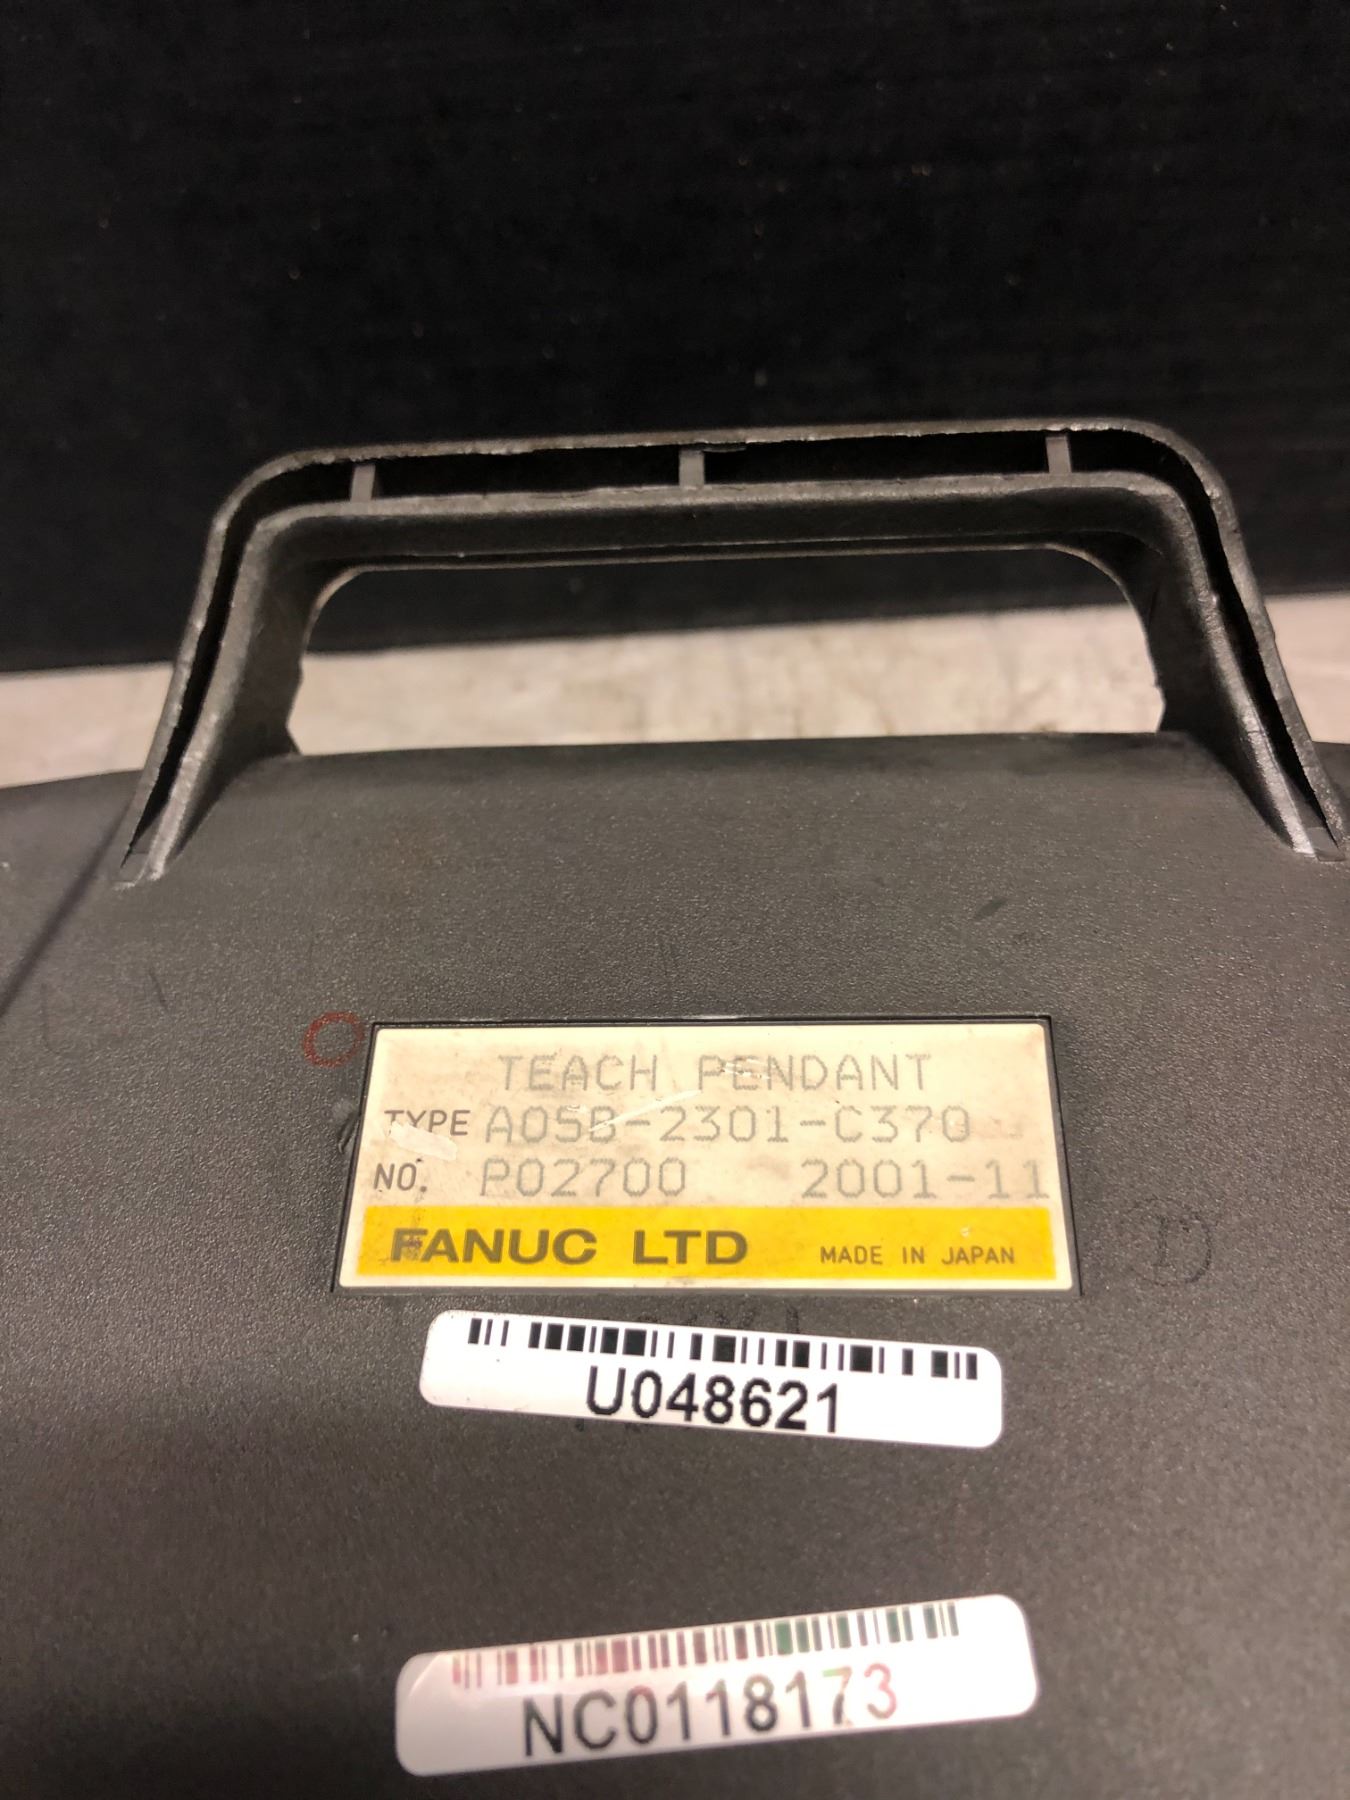 TEACH PENDANT
TYPE A05B-2301-C370
NO. P02700 2001-11
FANUC LTD MADE IN JAPAN
U048621
NC0118173